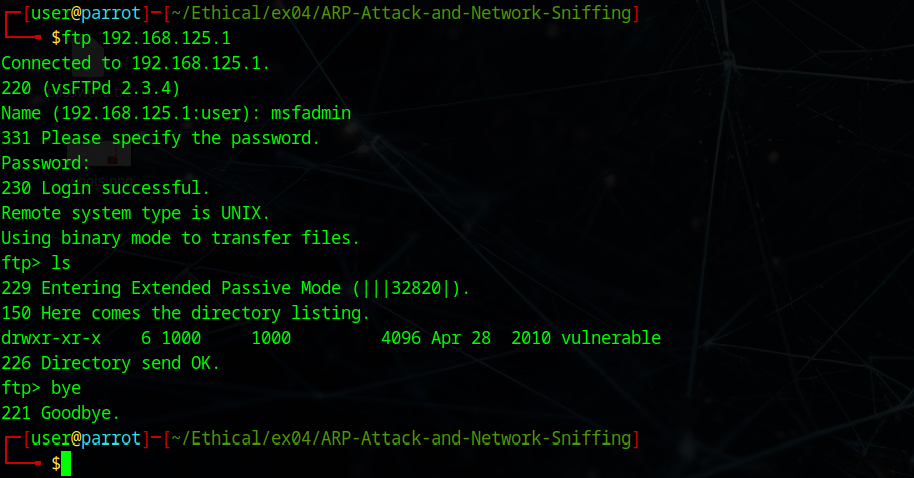 ┌─[user@parrot]─[~/Ethical/ex04/ARP-Attack-and-Network-Sniffing]
└──╼ $ftp 192.168.125.1
Connected to 192.168.125.1.
220 (vsFTPd 2.3.4)
Name (192.168.125.1:user): msfadmin
331 Please specify the password.
Password:
230 Login successful.
Remote system type is UNIX.
Using binary mode to transfer files.
ftp> ls
229 Entering Extended Passive Mode (|||32820|).
150 Here comes the directory listing.
drwxr-xr-x    6 1000     1000         4096 Apr 28  2010 vulnerable
226 Directory send OK.
ftp> bye
221 Goodbye.
┌─[user@parrot]─[~/Ethical/ex04/ARP-Attack-and-Network-Sniffing]
└──╼ $